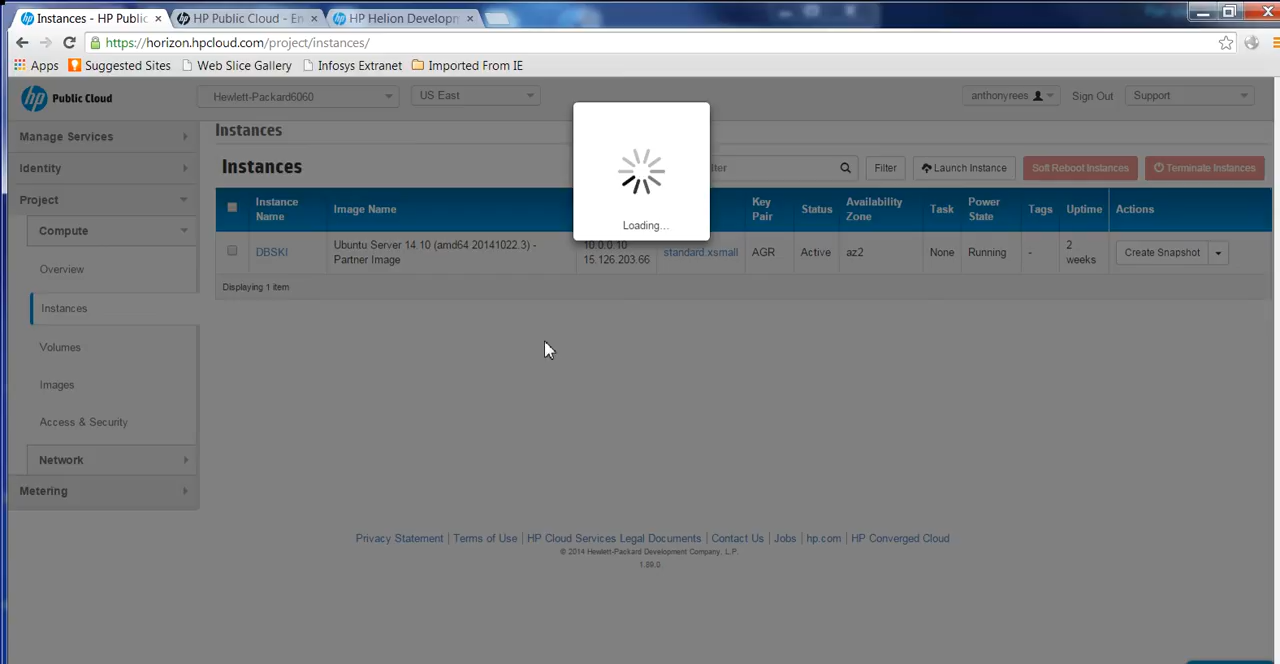 Instances - HP Public
HP Public Cloud - En
HP Helion Developm
https://horizon.hpcloud.com/project/instances/
Apps
Suggested Sites
Web Slice Gallery
Infosys Extranet
Imported From IE
hp
Public Cloud
Hewlett-Packard6060
US East
anthonyrees
Sign Out
Support
Manage Services
Identity
Project
Compute
Overview
Instances
Volumes
Images
Access & Security
Network
Metering
Instances
Instances
Filter
Launch Instance
Soft Reboot Instances
Terminate Instances
Instance Name
Image Name
Key Pair
Status
Availability Zone
Task
Power State
Tags
Uptime
Actions
DBSKI
Ubuntu Server 14.10 (amd64 20141022.3) -
Partner Image
10.0.0.10
15.126.203.66
standard.xsmall
AGR
Active
az2
None
Running
-
2 weeks
Create Snapshot
Displaying 1 item
Loading...
Privacy Statement | Terms of Use | HP Cloud Services Legal Documents | Contact Us | Jobs | hp.com | HP Converged Cloud
© 2014 Hewlett-Packard Development Company, L.P.
1.89.0